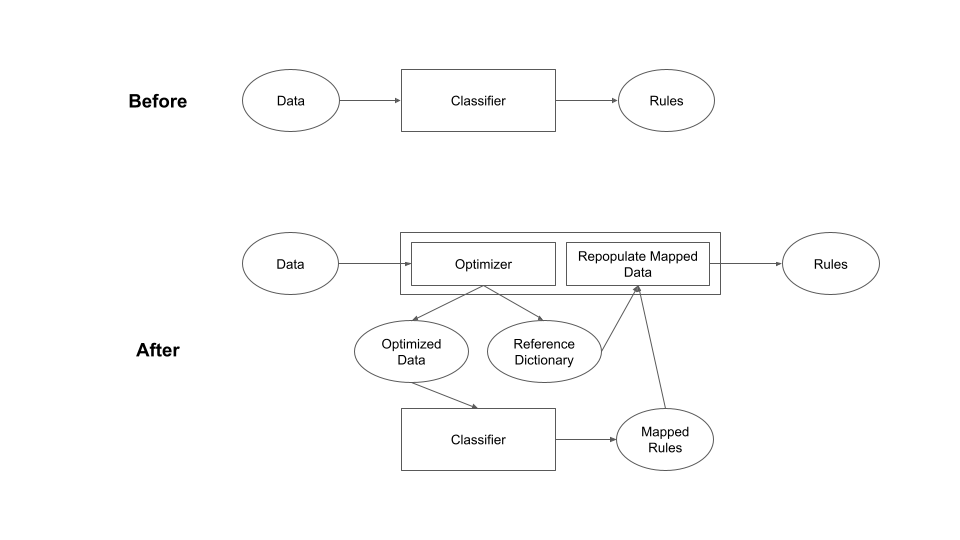 Before
Data
Classifier
Rules
Data
Optimizer
Repopulate Mapped
Data
Rules
After
Optimized
Data
Reference
Dictionary
Classifier
Mapped
Rules